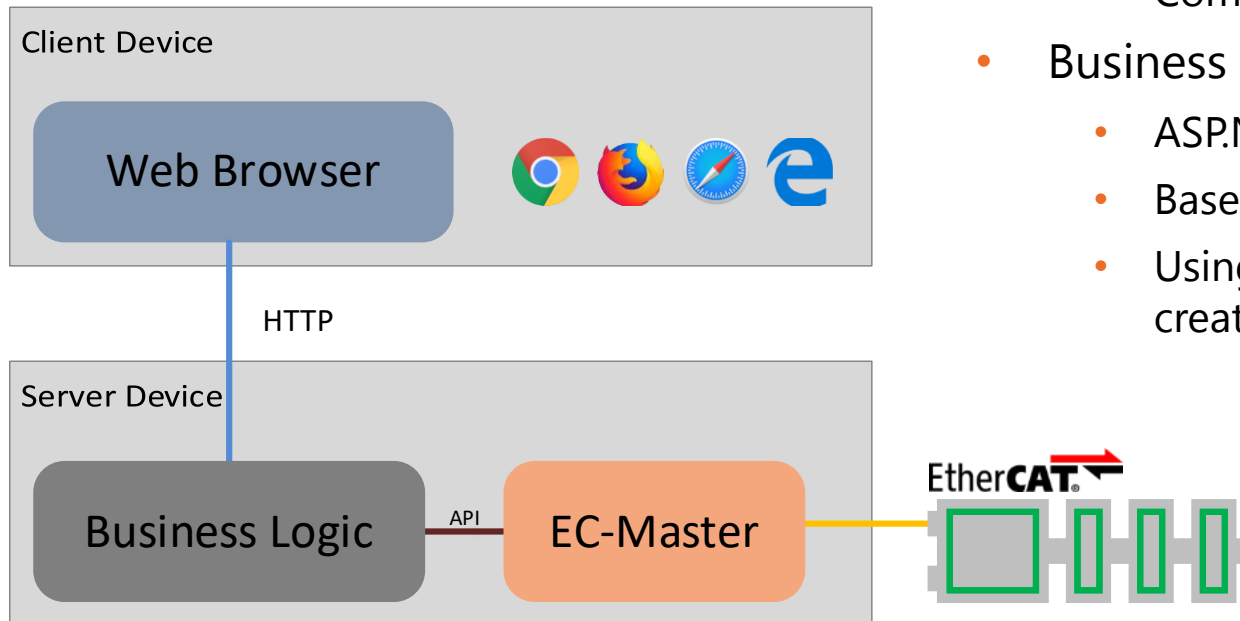 Client Device
Web Browser
HTTP
Server Device
Business Logic
API
EC-Master
EtherCAT®
Business